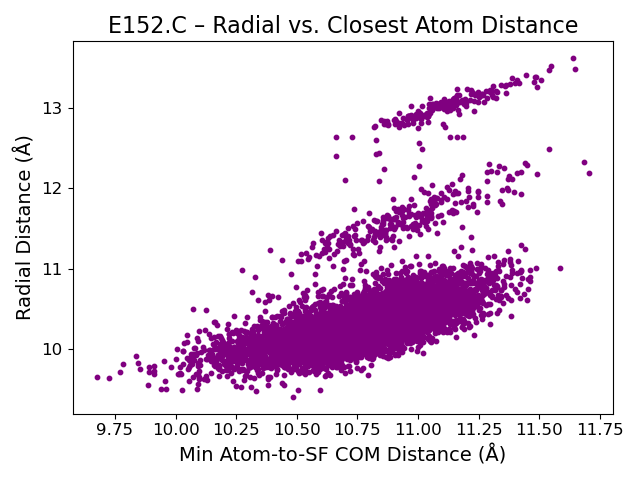 E152.C – Radial vs. Closest Atom Distance
Radial Distance (Å)
13
12
11
10
9.75 10.00 10.25 10.50 10.75 11.00 11.25 11.50 11.75
Min Atom-to-SF COM Distance (Å)